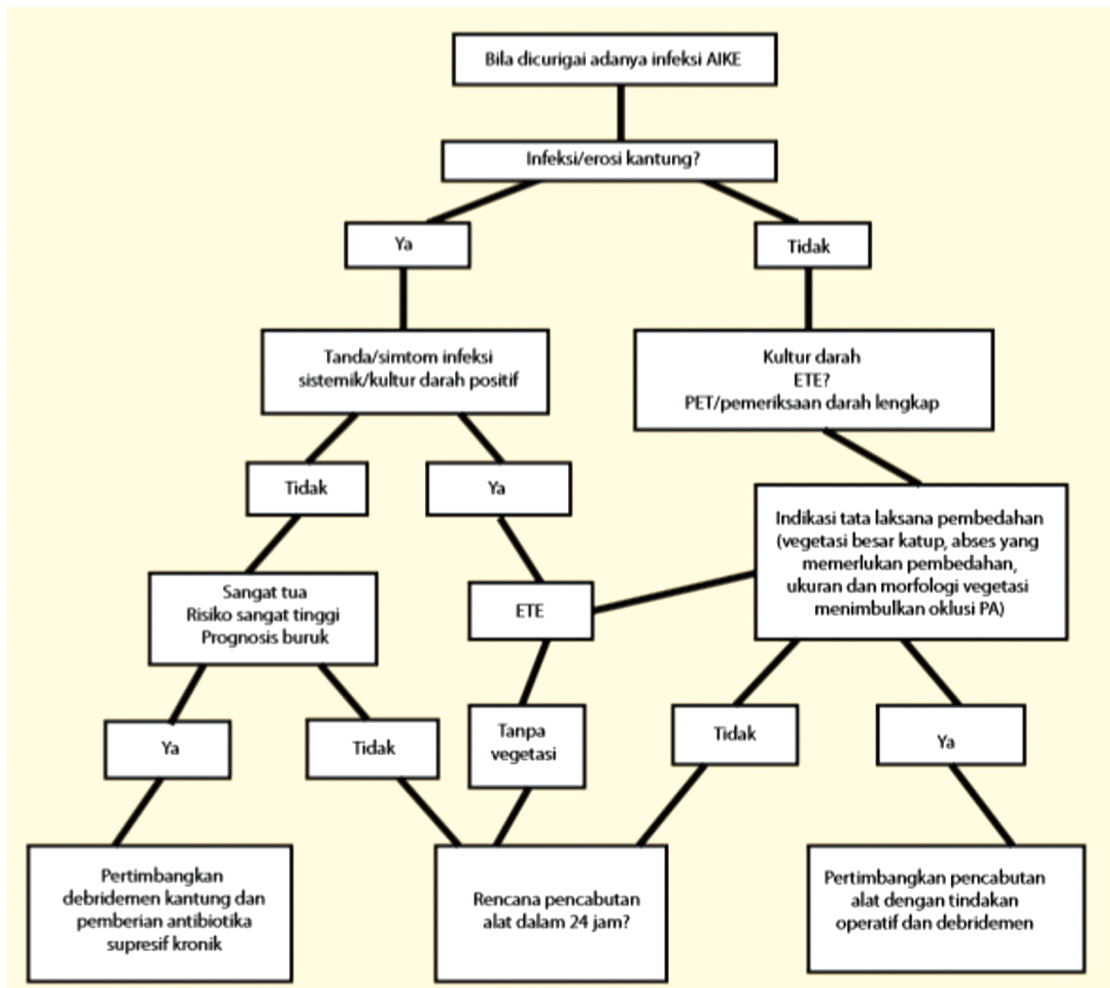 Bila dicurigai adanya infeksi AIKE
Infeksi/erosi kantung?
Ya
Tidak
Tanda/simtom infeksi
sistemik/kultur darah positif
Kultur darah
ETE?
PET/pemeriksaan darah lengkap
Tidak
Ya
Indikasi tata laksana pembedahan
(vegetasi besar katup, abses yang
memerlukan pembedahan,
ukuran dan morfologi vegetasi
menimbulkan oklusi PA)
Sangat tua
Risiko sangat tinggi
Prognosis buruk
ETE
Ya
Tidak
Tanpa
vegetasi
Tidak
Ya
Pertimbangkan
debridemen kantung dan
pemberian antibiotika
supresif kronik
Rencana pencabutan
alat dalam 24 jam?
Pertimbangkan pencabutan
alat dengan tindakan
operatif dan debridemen